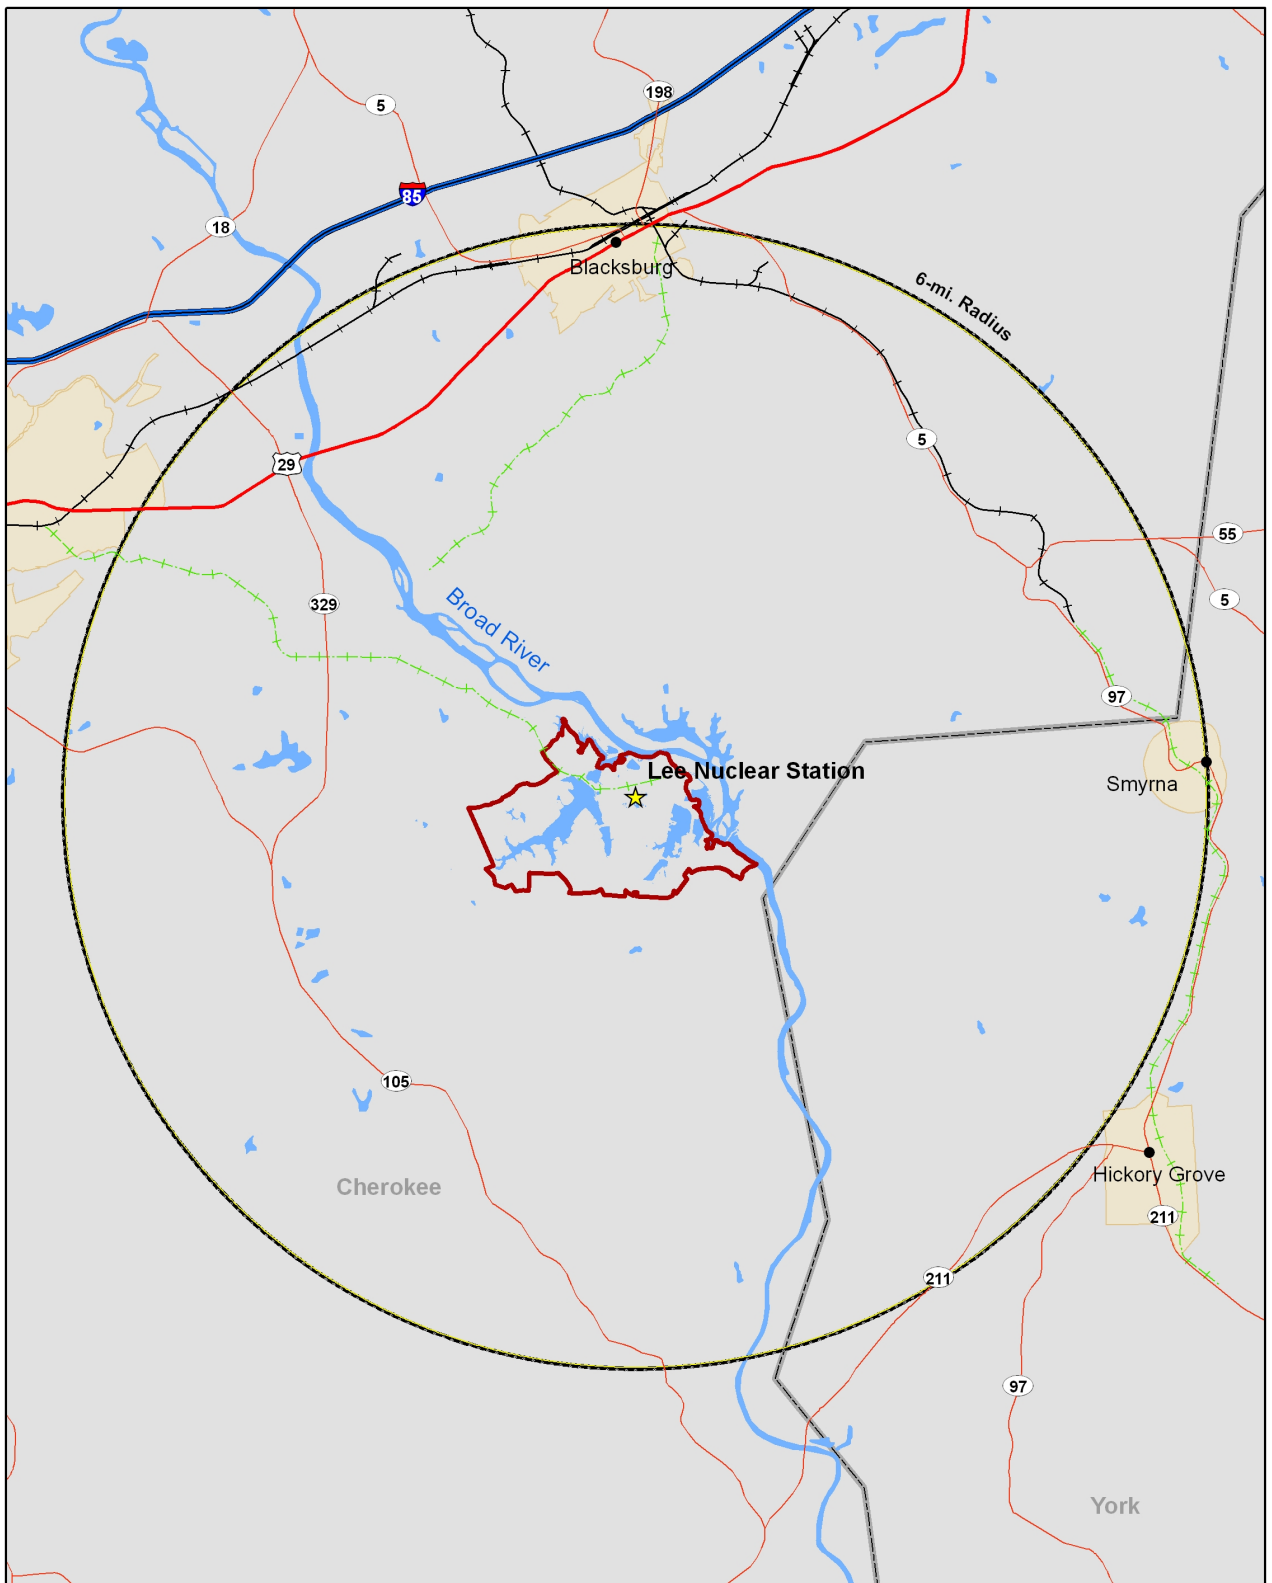 198
5
85
18
Blacksburg
6-mi. Radius
5
29
55
5
329
Broad River
97
Lee Nuclear Station
Smyrna
105
Hickory Grove
Cherokee
211
211
97
York